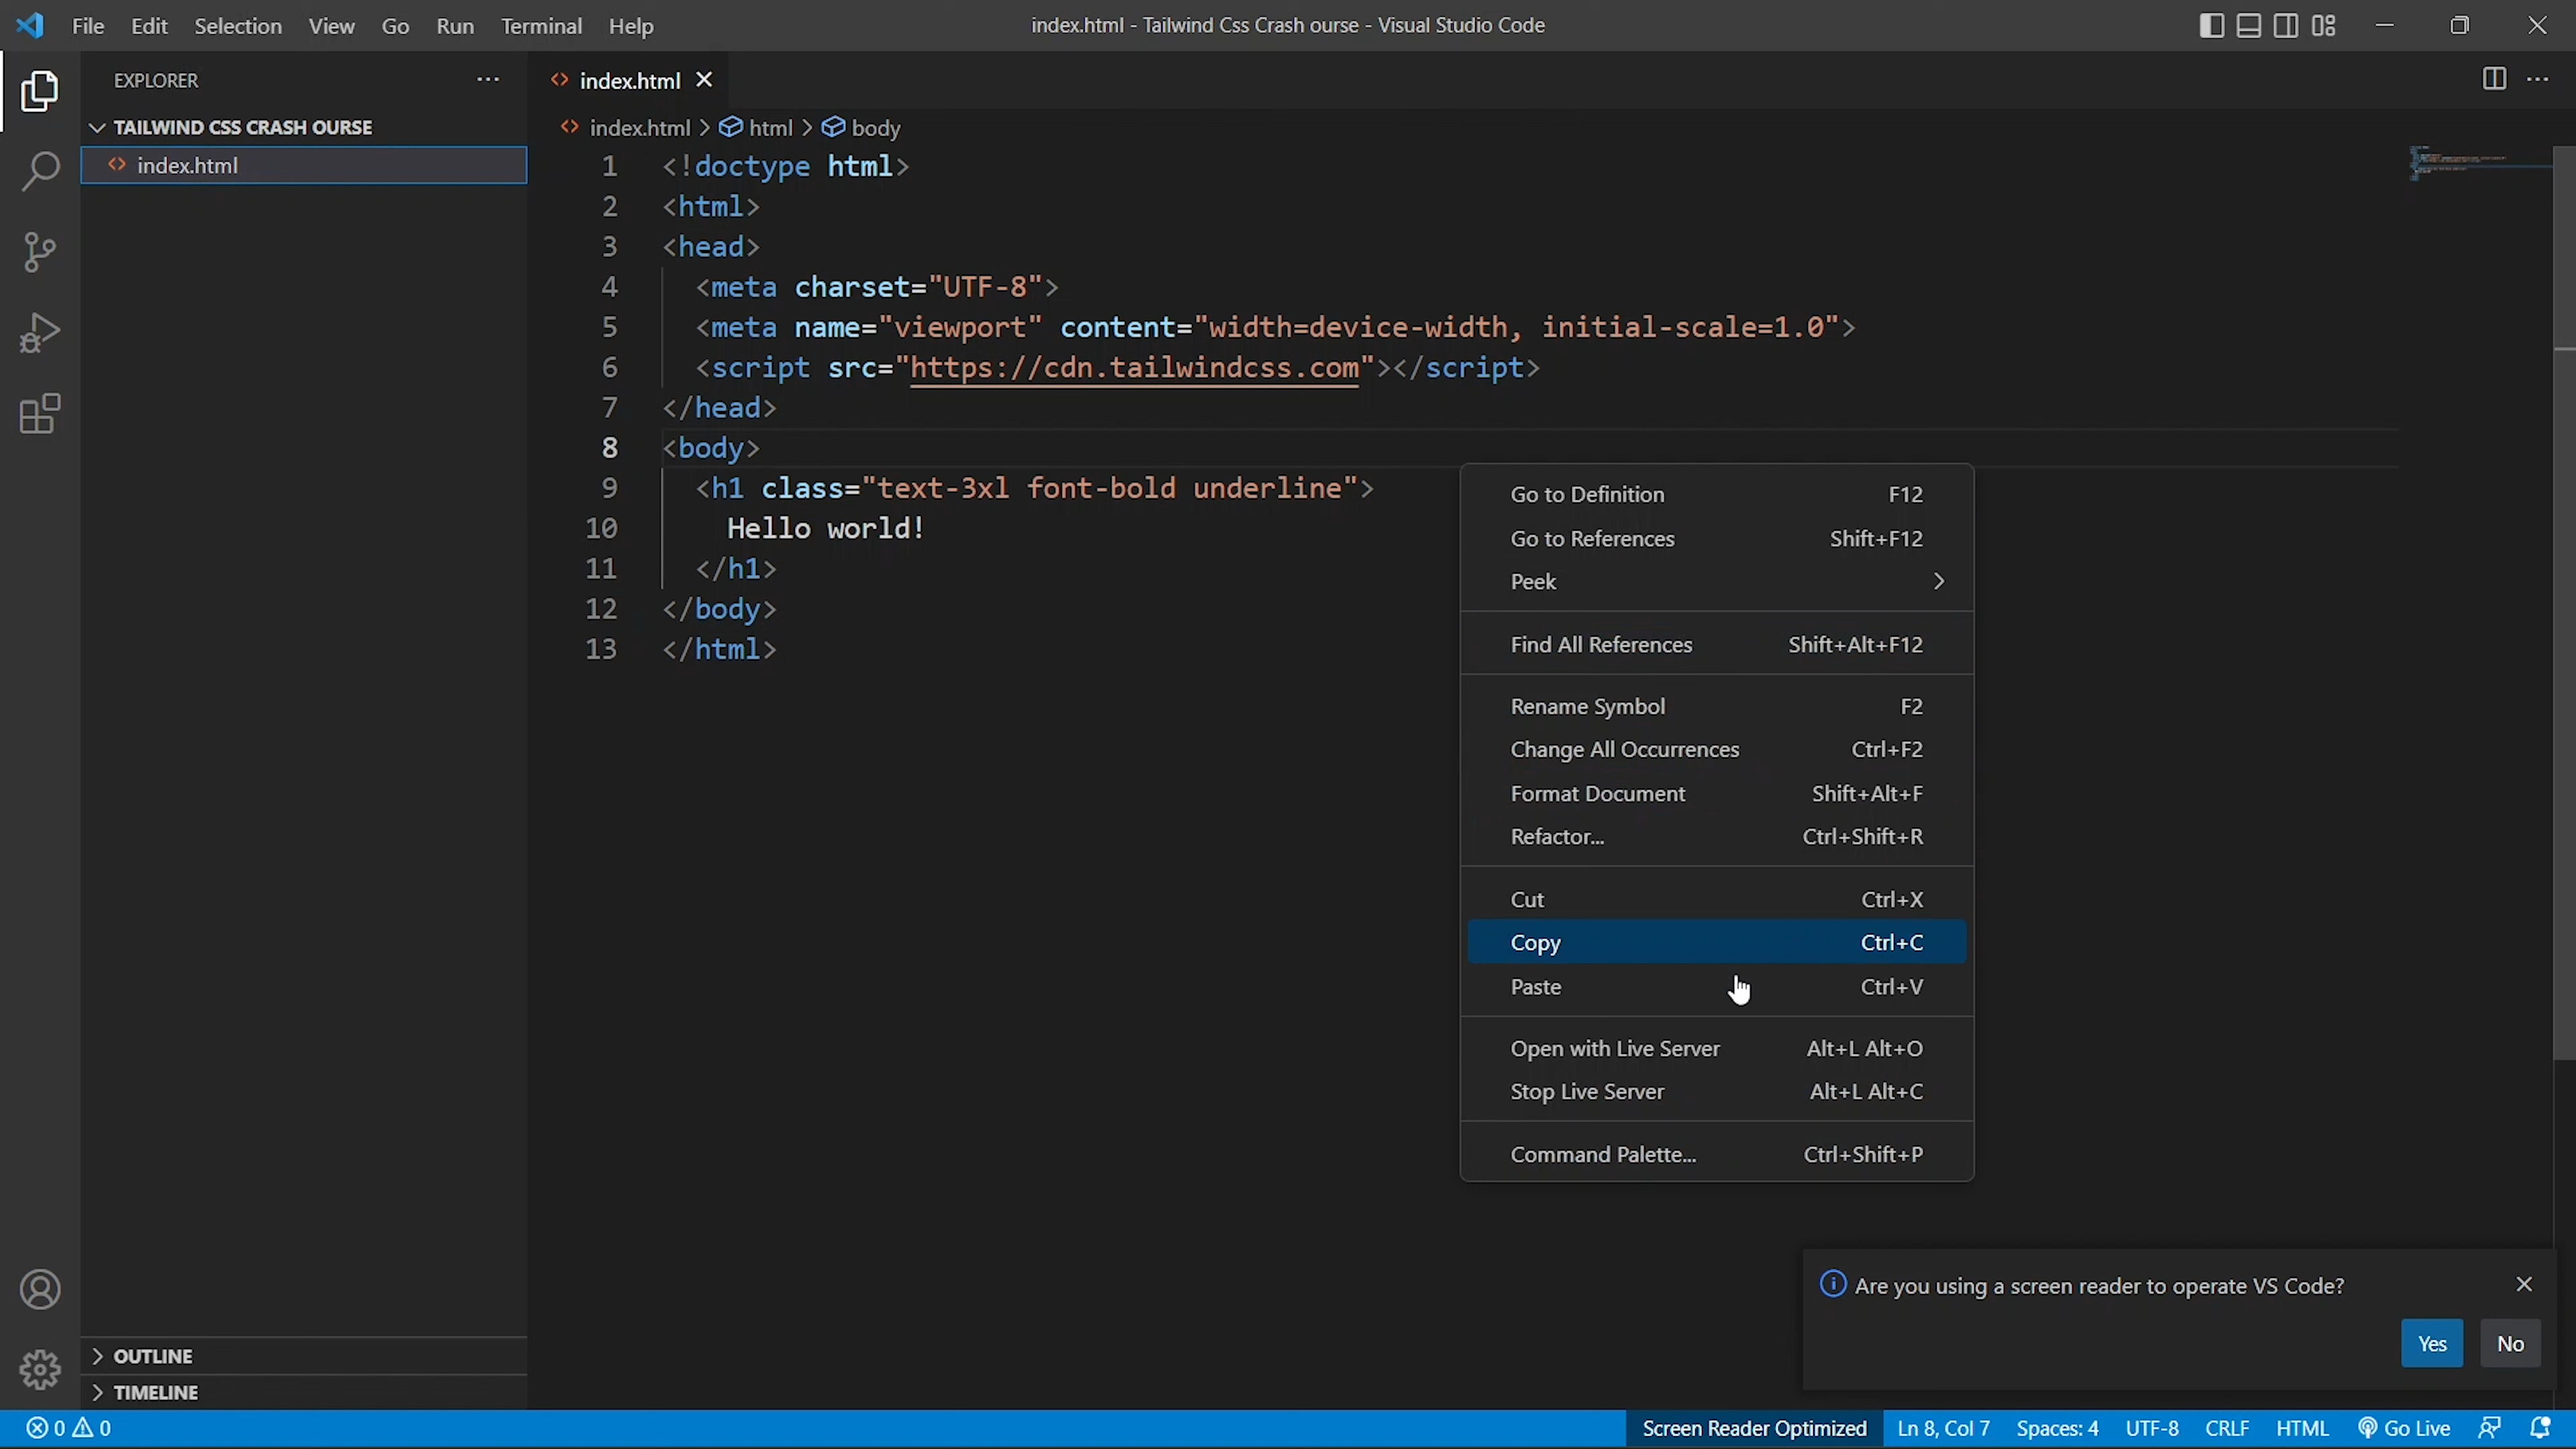 File Edit Selection View Go Run Terminal Help
index.html - Tailwind Css Crash ourse - Visual Studio Code
EXPLORER
TAILWIND CSS CRASH OURSE
index.html
OUTLINE
TIMELINE
index.html
index.html > html > body
1 <!doctype html>
2 <html>
3 <head>
4 <meta charset="UTF-8">
5 <meta name="viewport" content="width=device-width, initial-scale=1.0">
6 <script src="https://cdn.tailwindcss.com"></script>
7 </head>
8 <body>
9 <h1 class="text-3xl font-bold underline">
10 Hello world!
11 </h1>
12 </body>
13 </html>
Go to Definition F12
Go to References Shift+F12
Peek
Find All References Shift+Alt+F12
Rename Symbol F2
Change All Occurrences Ctrl+F2
Format Document Shift+Alt+F
Refactor... Ctrl+Shift+R
Cut Ctrl+X
Copy Ctrl+C
Paste Ctrl+V
Open with Live Server Alt+L Alt+O
Stop Live Server Alt+L Alt+C
Command Palette... Ctrl+Shift+P
Are you using a screen reader to operate VS Code?
Yes No
0 0 Screen Reader Optimized Ln 8, Col 7 Spaces: 4 UTF-8 CRLF HTML Go Live